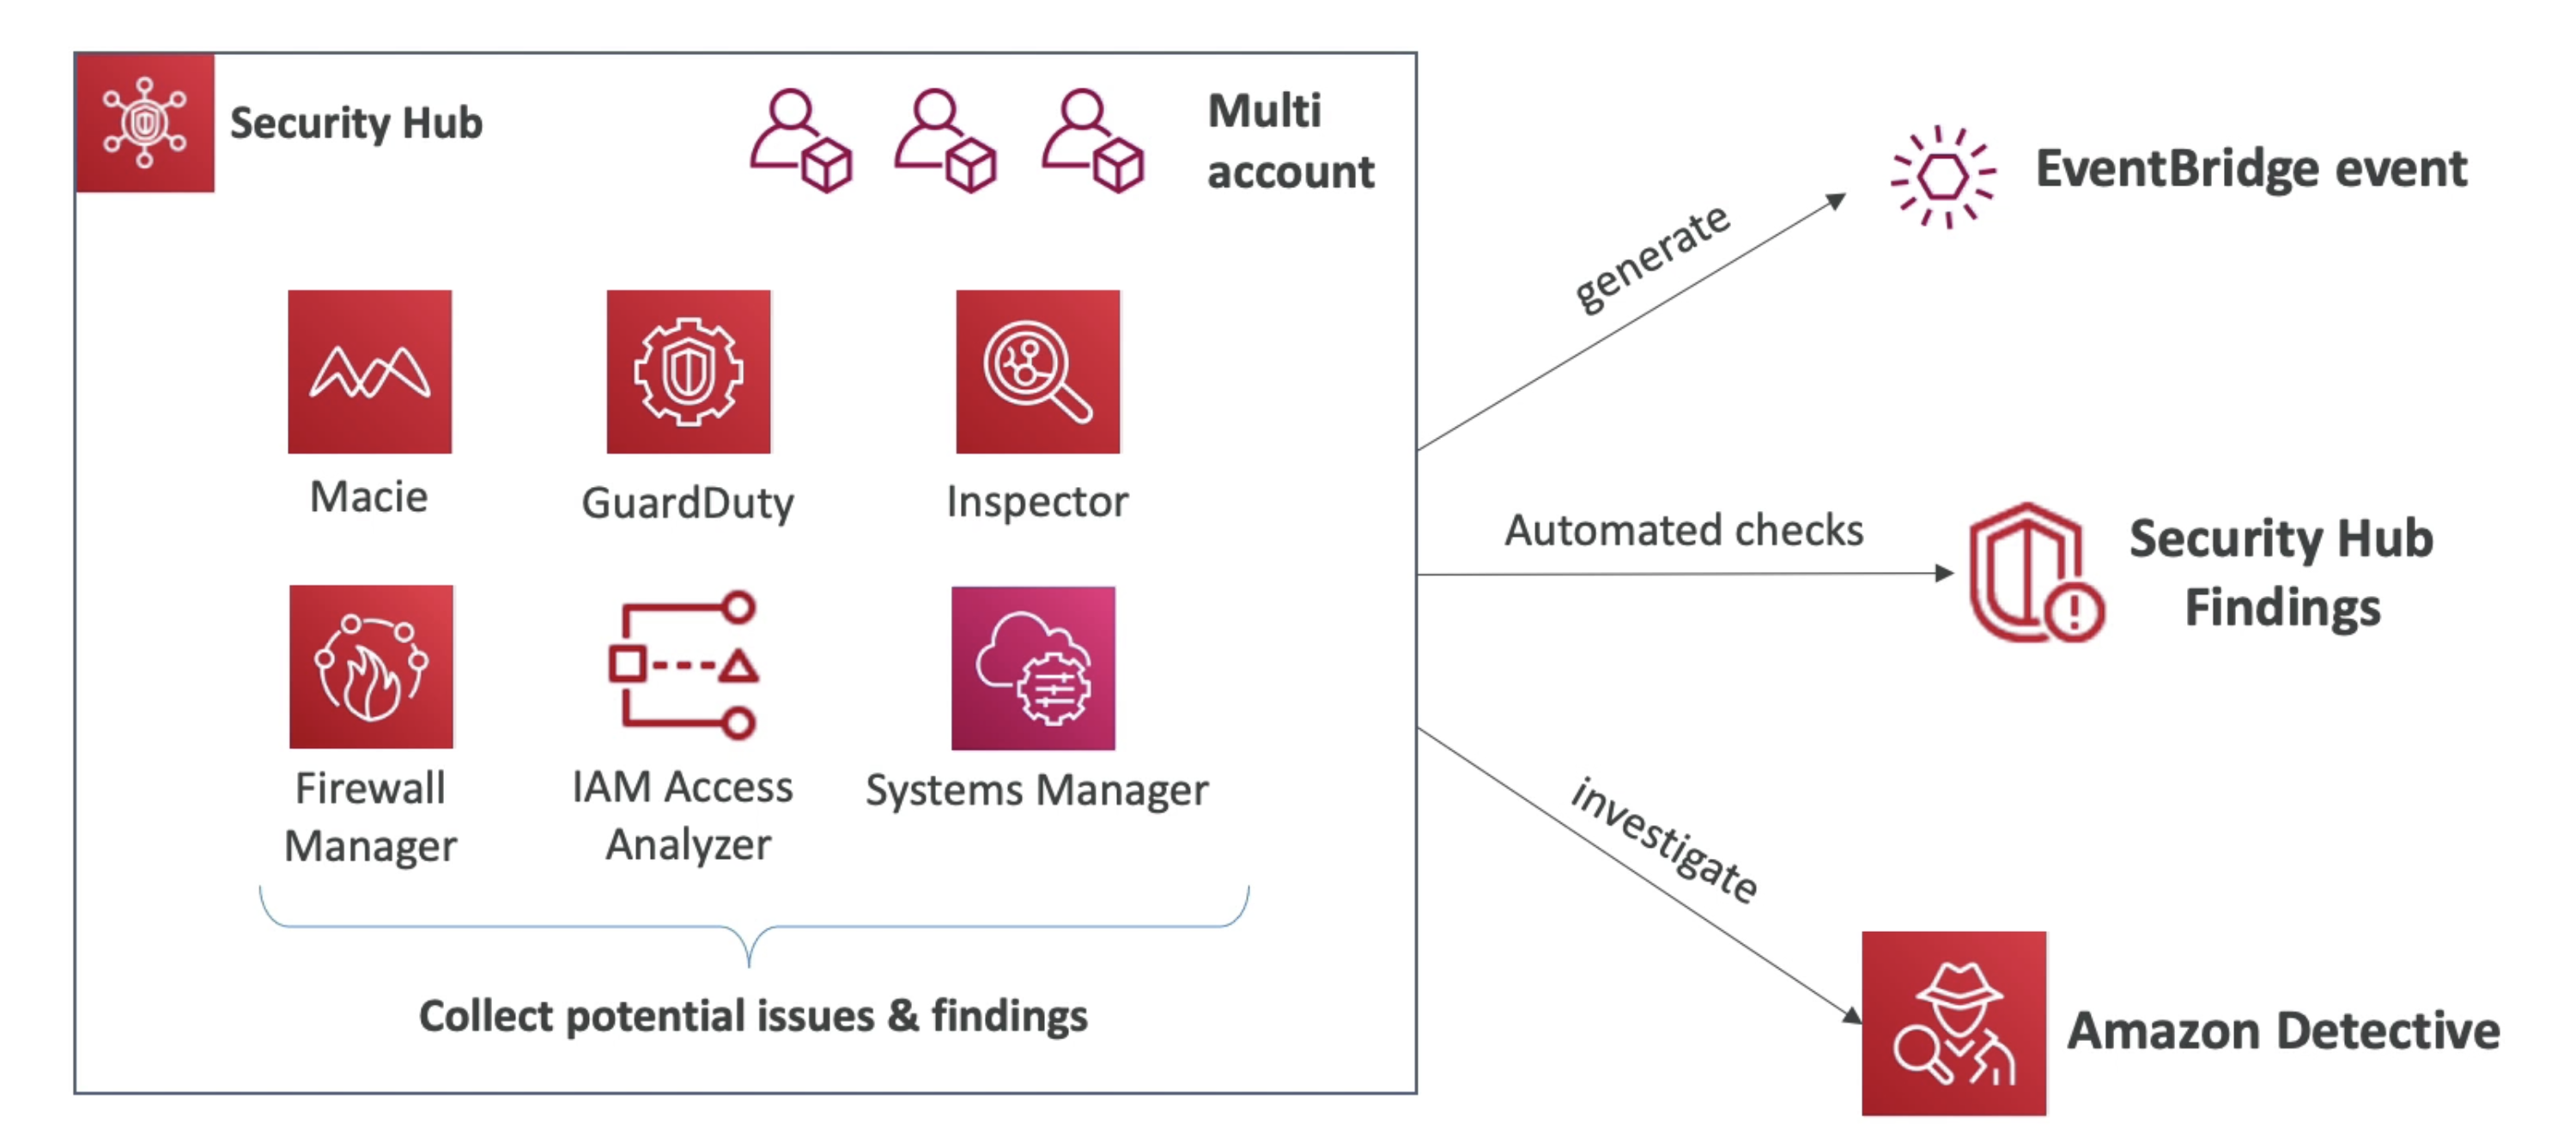 Security Hub
Multi
account
Macie
GuardDuty
Inspector
Firewall
Manager
IAM Access
Analyzer
Systems Manager
Collect potential issues & findings
generate
EventBridge event
Automated checks
Security Hub
Findings
investigate
Amazon Detective